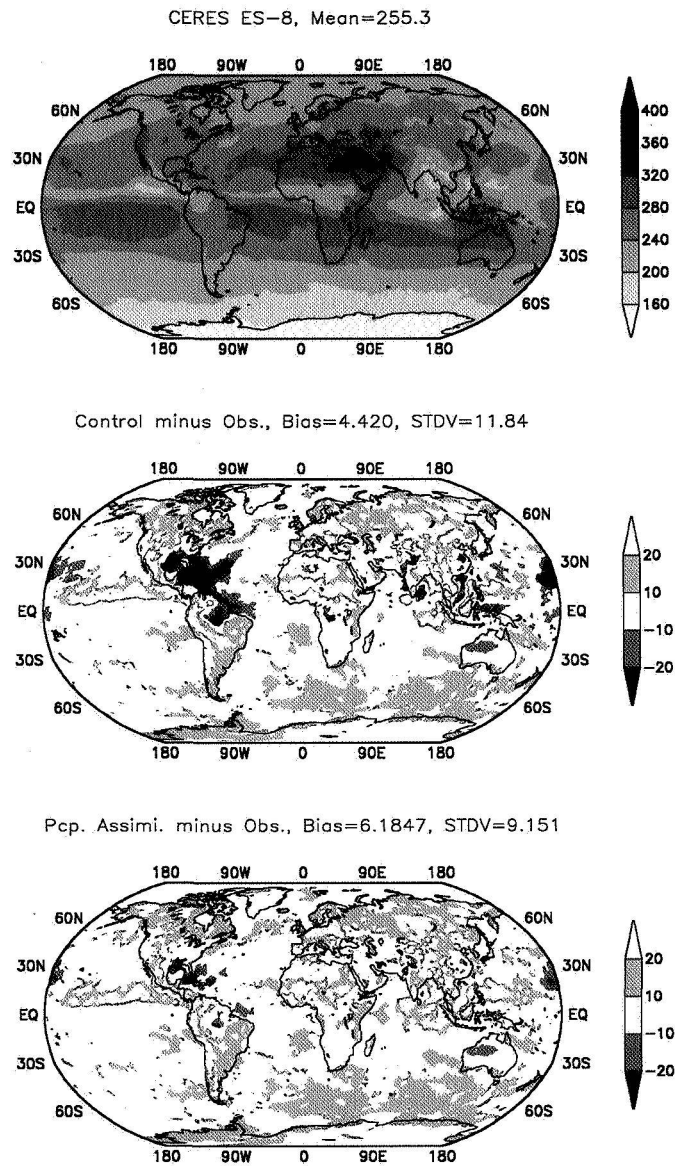 CERES ES-8, Mean=255.3
180 90W 0 90E 180
60N
30N
EQ
30S
60S
180 90W 0 90E 180
400
360
320
280
240
200
160
Control minus Obs., Bias=4.420, STDV=11.84
180 90W 0 90E 180
60N
30N
EQ
30S
60S
180 90W 0 90E 180
20
10
-10
-20
Pcp. Assimi. minus Obs., Bias=6.1847, STDV=9.151
180 90W 0 90E 180
60N
30N
EQ
30S
60S
180 90W 0 90E 180
20
10
-10
-20